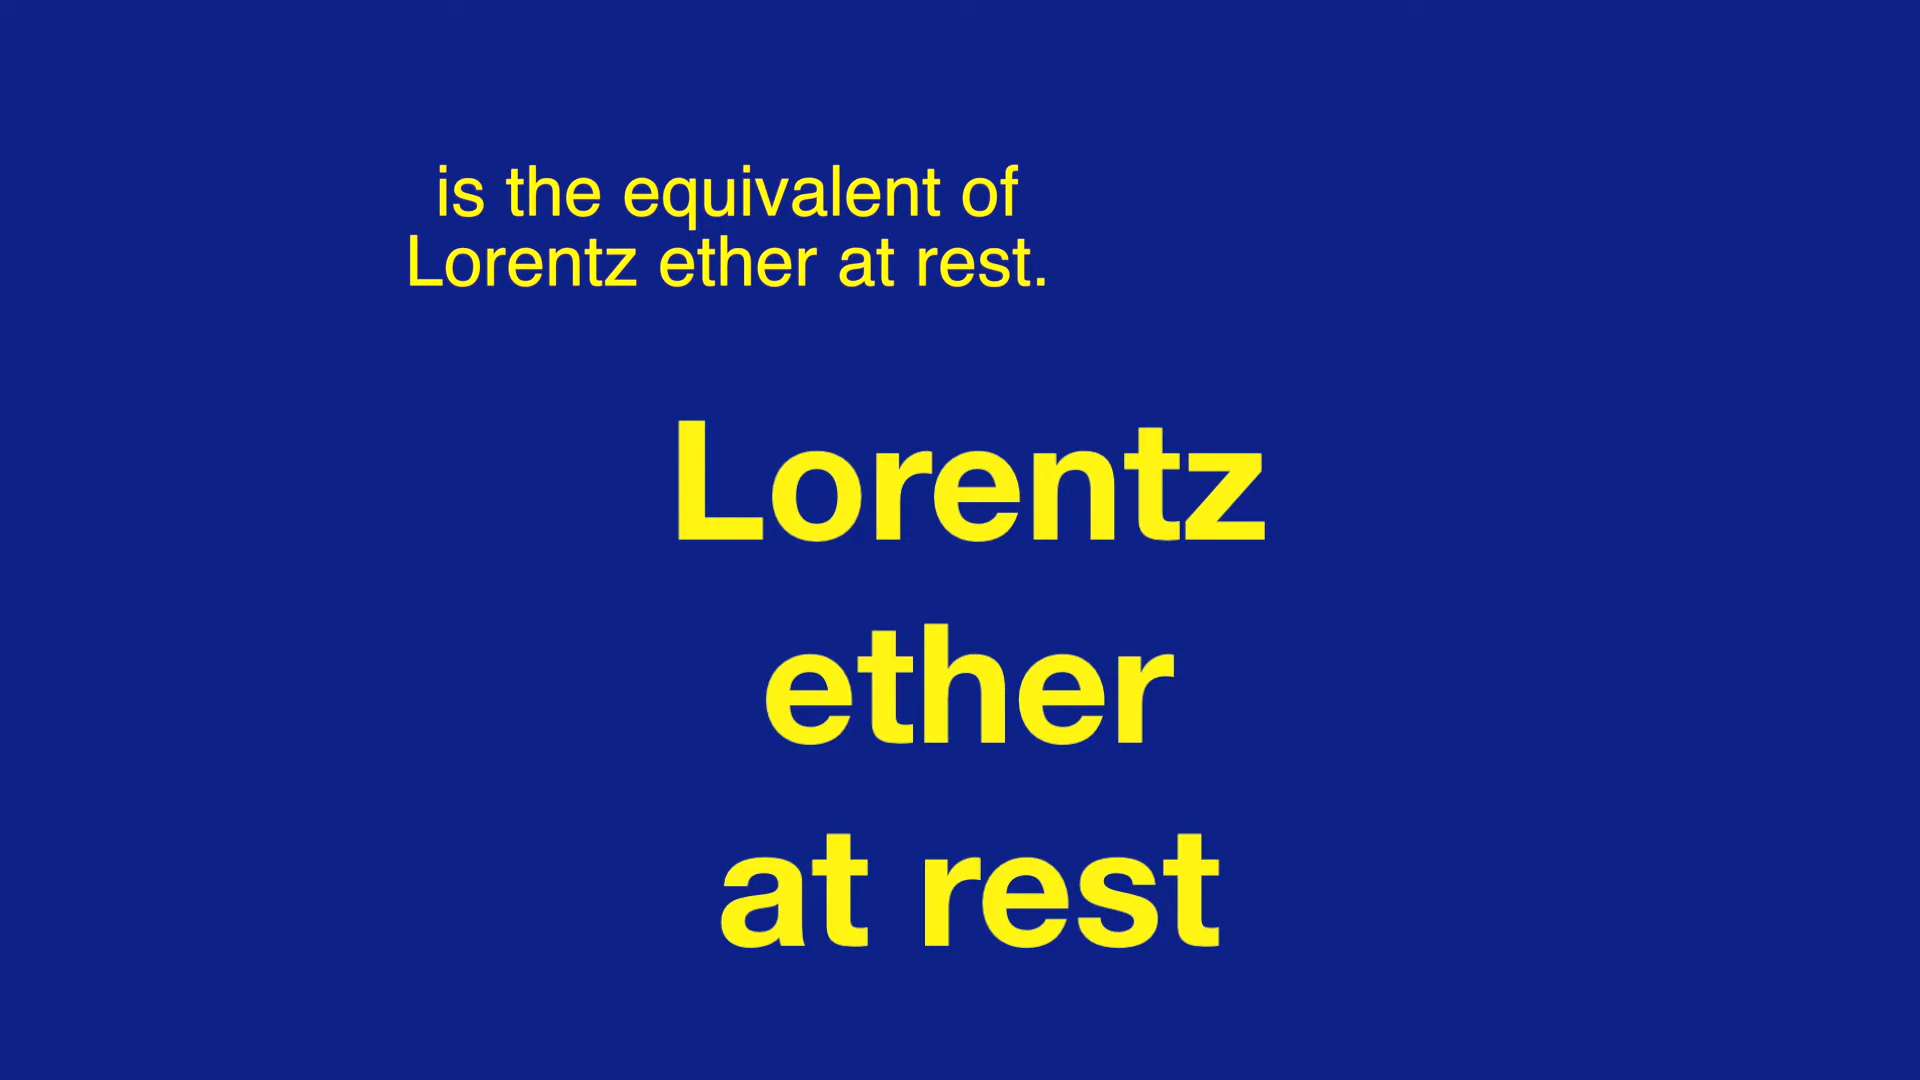 is the equivalent of
Lorentz ether at rest.
Lorentz
ether
at rest